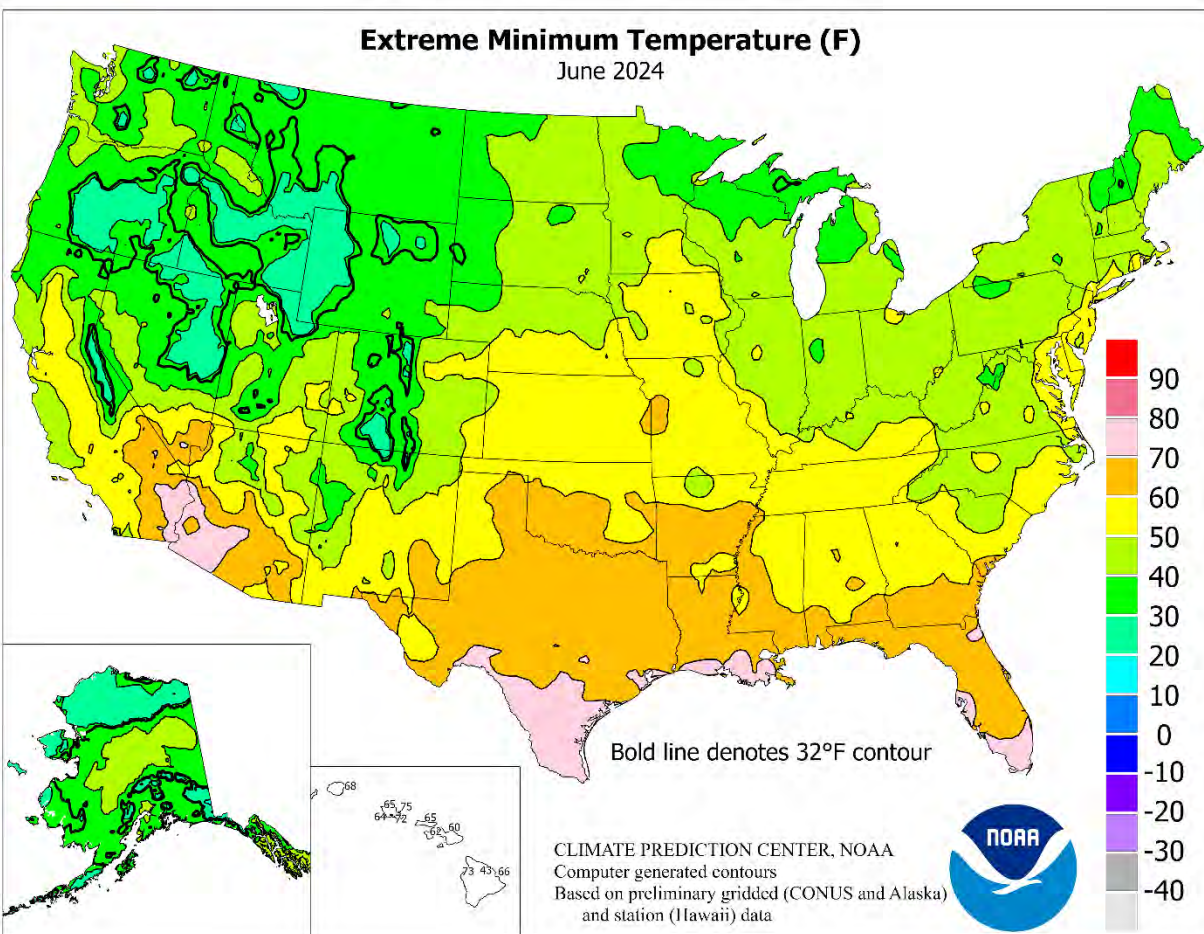 Extreme Minimum Temperature (F)
June 2024
90
80
70
60
50
40
30
20
10
0
-10
-20
-30
-40
Bold line denotes 32°F contour
68
65 75
64 72
65
62 60
73 43 66
CLIMATE PREDICTION CENTER, NOAA
Computer generated contours
Based on preliminary gridded (CONUS and Alaska)
and station (Hawaii) data
NOAA